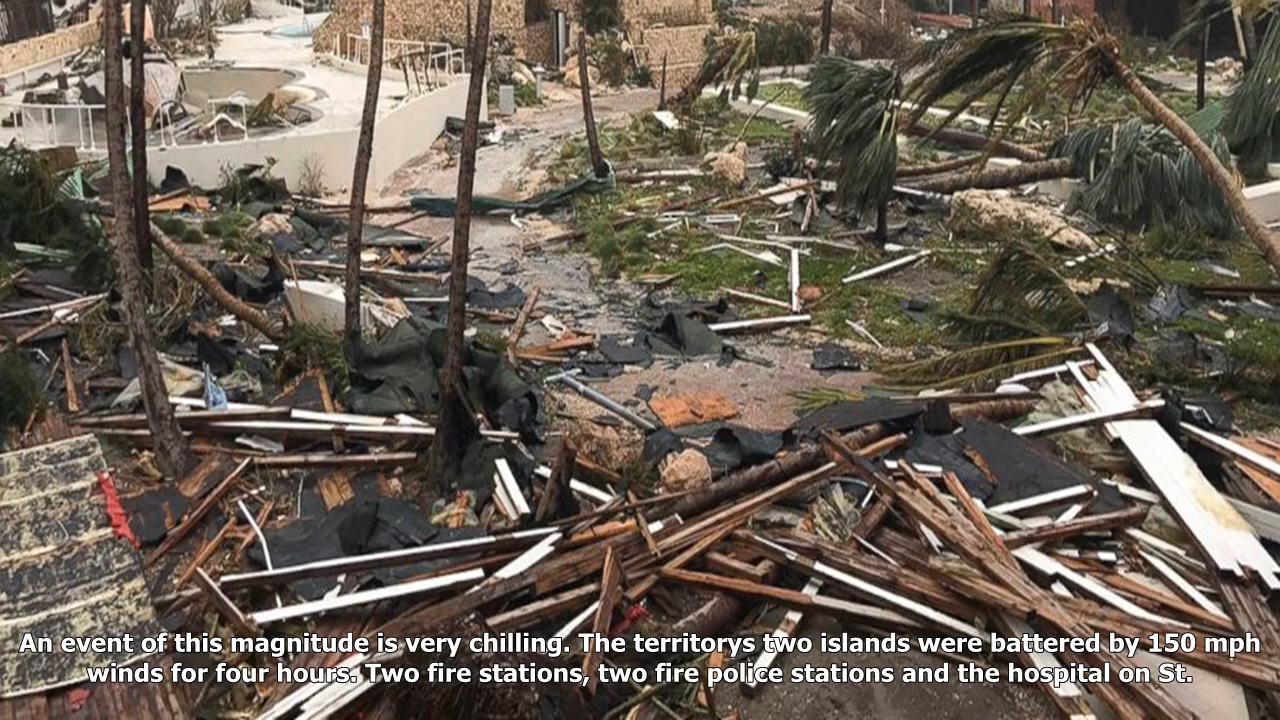 An event of this magnitude is very chilling. The territorys two islands were battered by 150 mph
winds for four hours. Two fire stations, two fire police stations and the hospital on St.